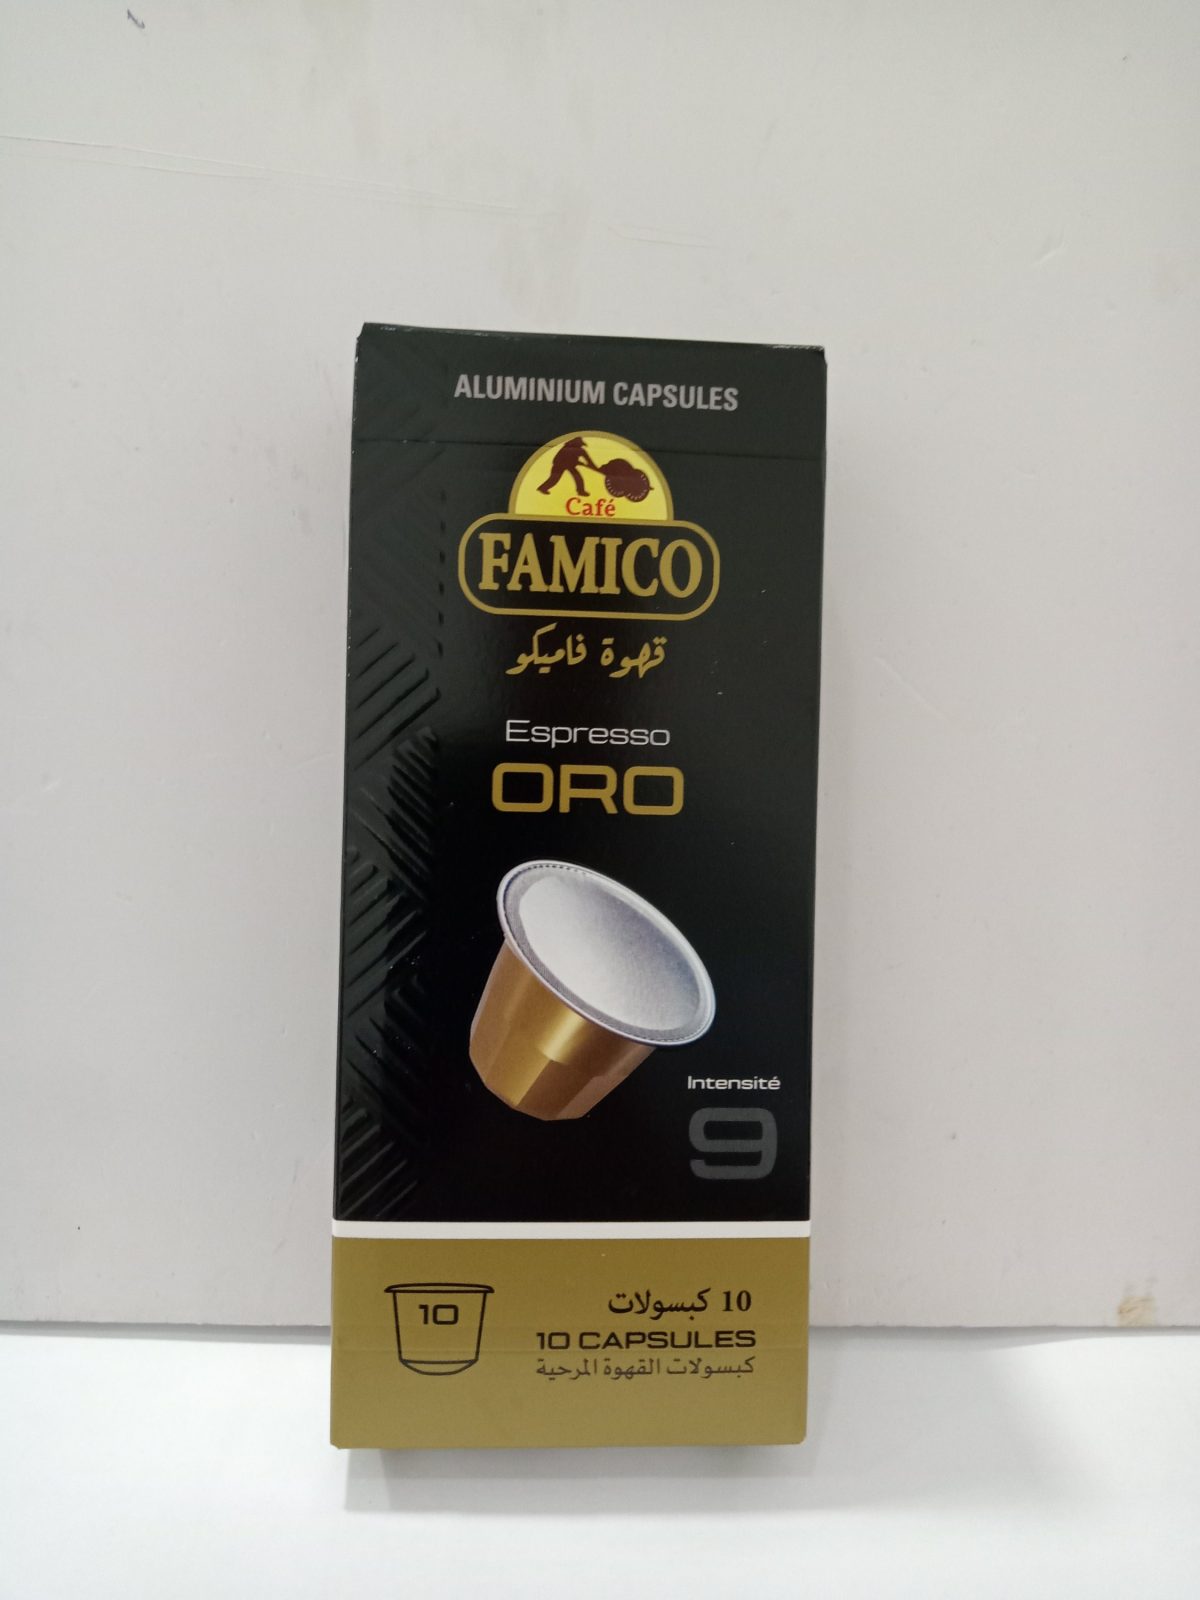 ALUMINIUM CAPSULES
Café
FAMICO
قهوة فاميكو
Espresso
ORO
Intensité
9
10
10 كبسولات
10 CAPSULES
كبسولات القهوة المرحية